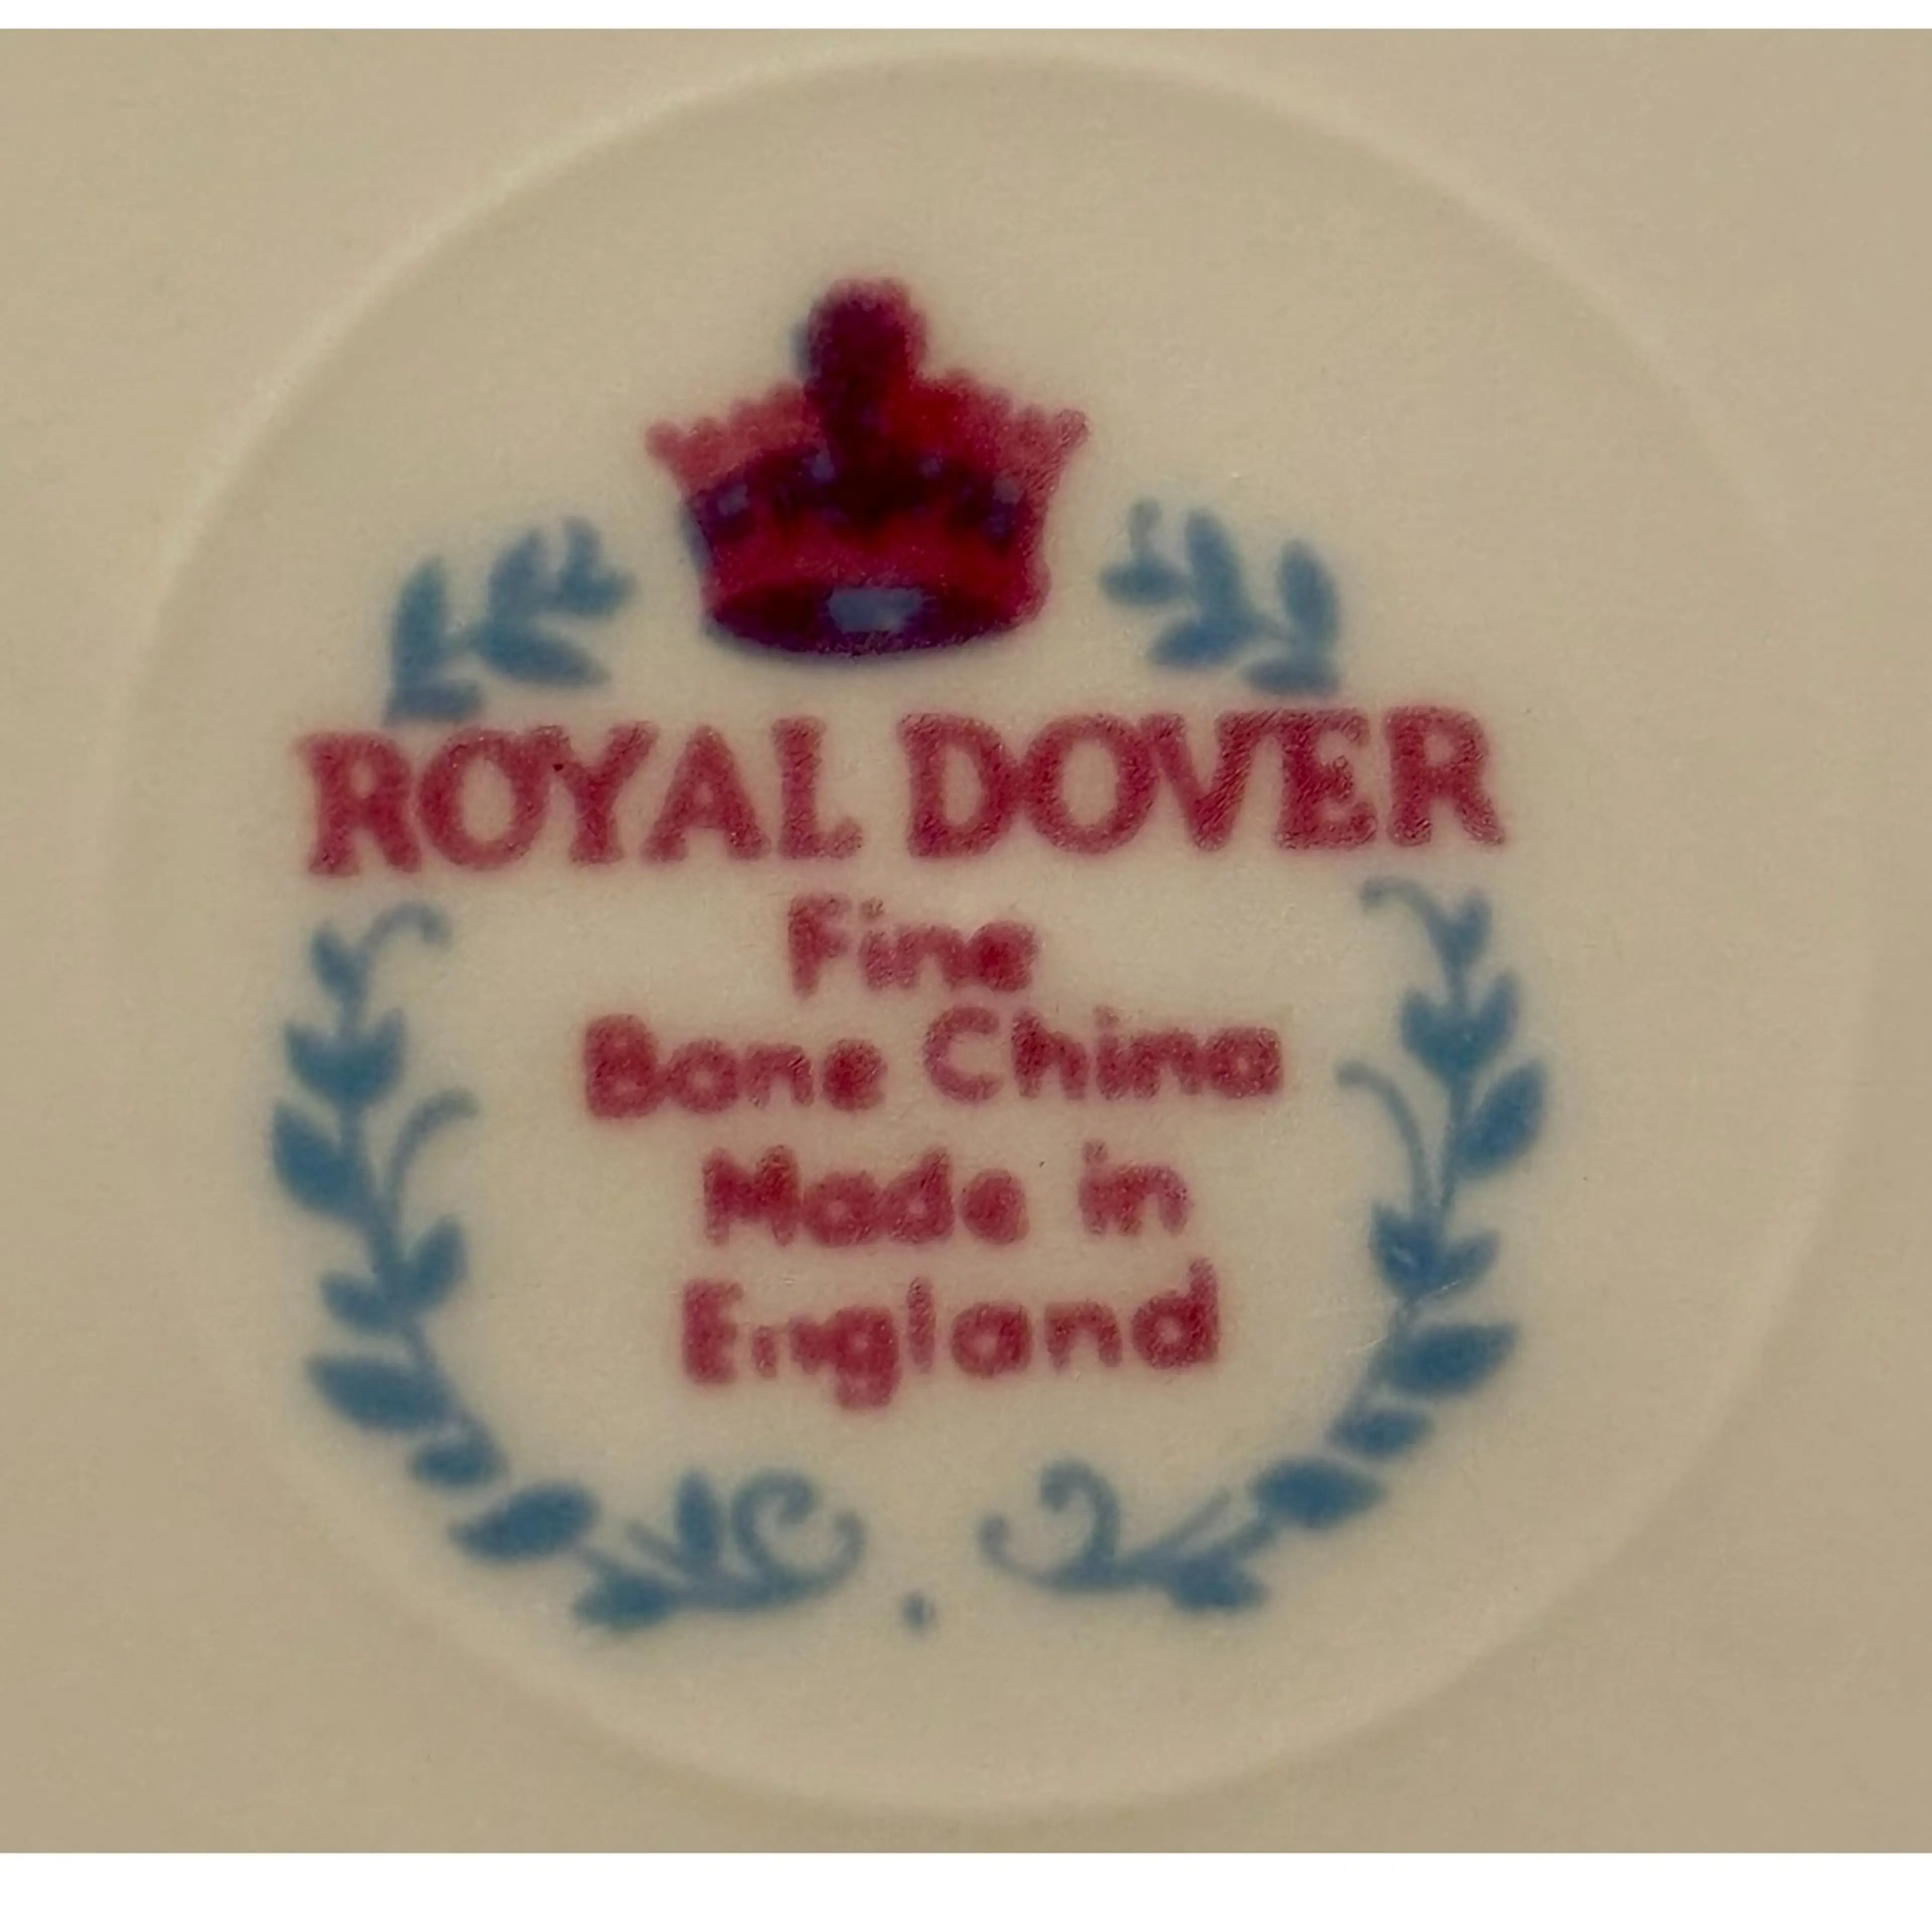 ROYAL DOVER
Fine
Bone China
Made in
England